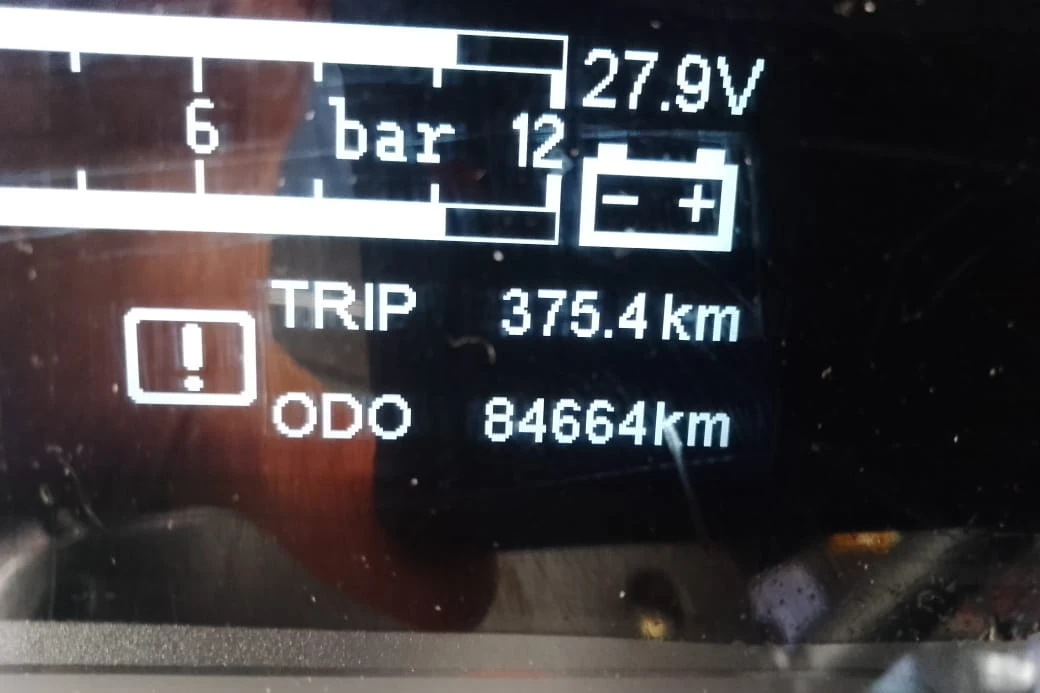 27.9V
6 bar 12
- +
!
TRIP 375.4 km
ODO 84664km